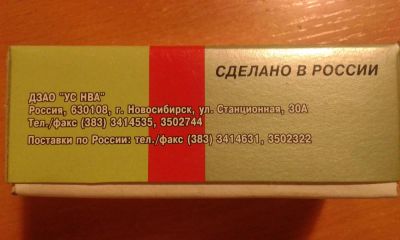 СДЕЛАНО В РОССИИ
ДЗАО "УС НВА"
Россия, 630108, г. Новосибирск, ул. Станционная, 30А
Тел./факс (383) 3414535, 3502744
Поставки по России: тел./факс (383) 3414631, 3502322